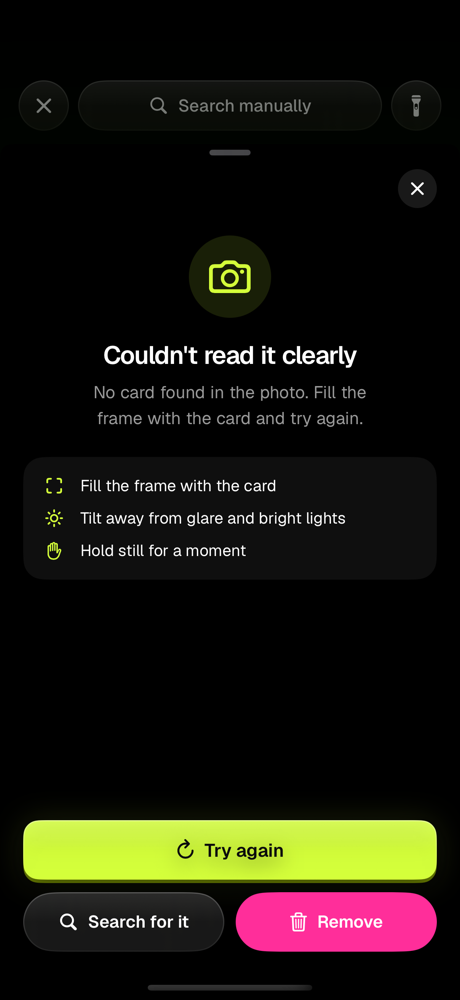 Search manually
Couldn't read it clearly
No card found in the photo. Fill the
frame with the card and try again.
Fill the frame with the card
Tilt away from glare and bright lights
Hold still for a moment
Try again
Search for it
Remove